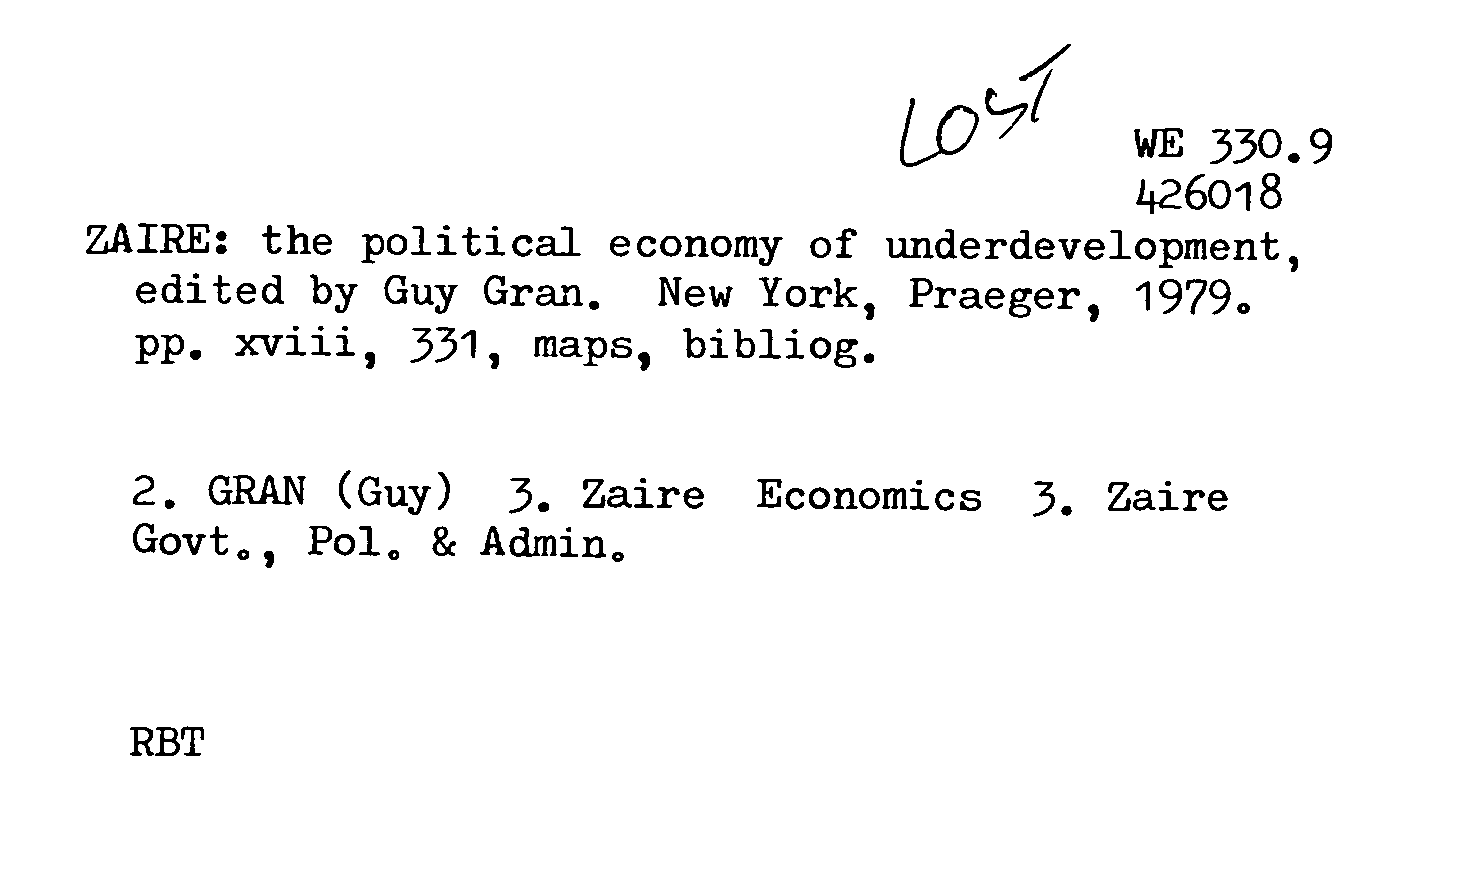 LOST
WE 330.9
426018
ZAIRE: the political economy of underdevelopment,
edited by Guy Gran. New York, Praeger, 1979.
pp. xviii, 331, maps, bibliog.
2. GRAN (Guy) 3. Zaire Economics 3. Zaire
Govt., Pol. & Admin.
RBT